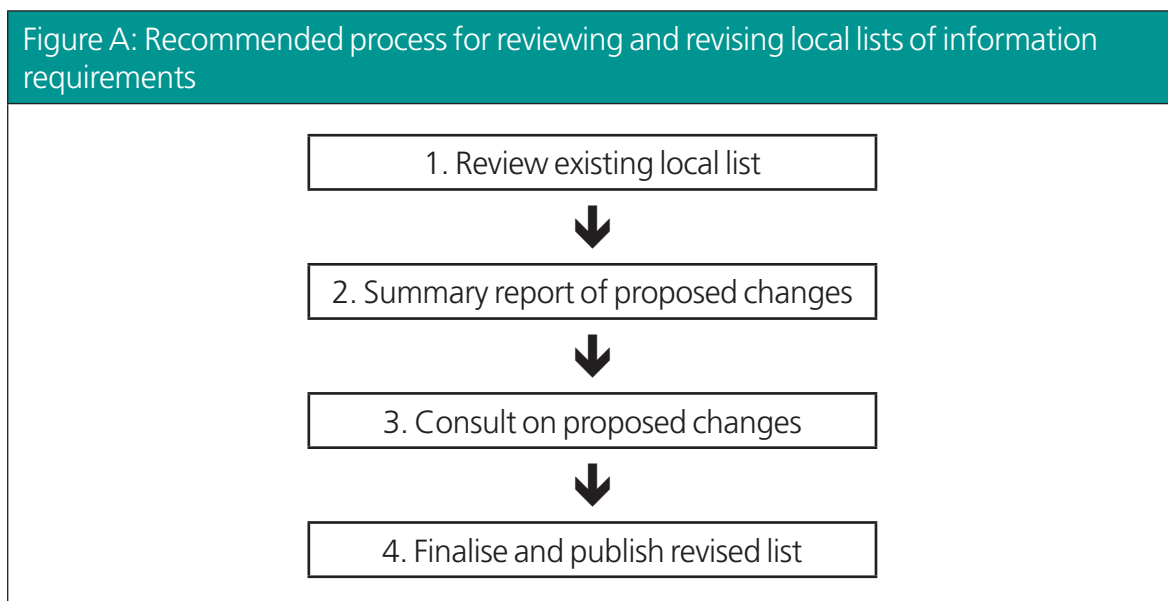 Figure A: Recommended process for reviewing and revising local lists of information
requirements
1. Review existing local list
2. Summary report of proposed changes
3. Consult on proposed changes
4. Finalise and publish revised list